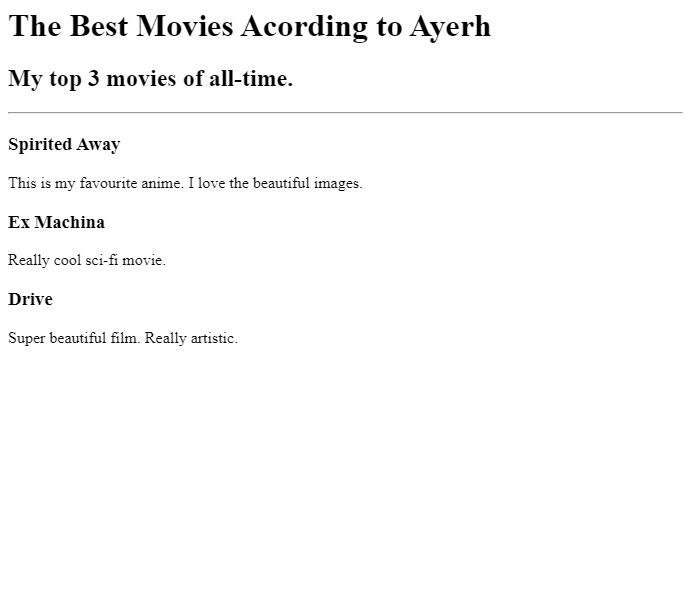 The Best Movies Acording to Ayerh
My top 3 movies of all-time.
Spirited Away
This is my favourite anime. I love the beautiful images.
Ex Machina
Really cool sci-fi movie.
Drive
Super beautiful film. Really artistic.